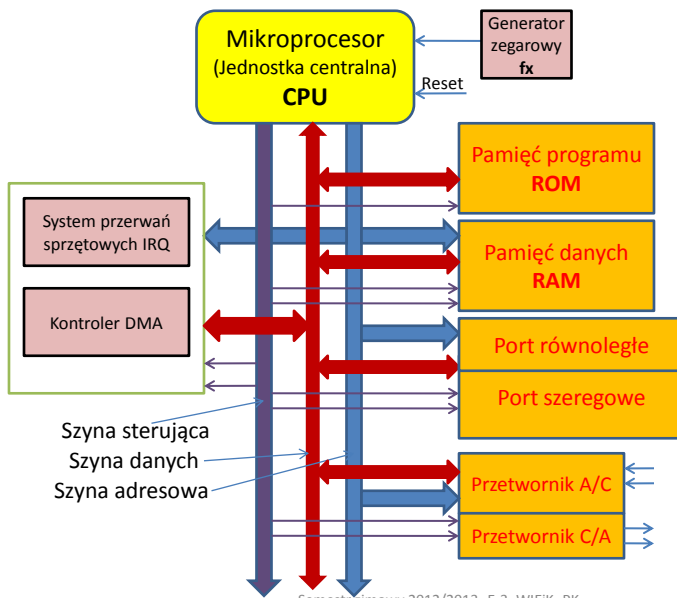 Mikroprocesor
(Jednostka centralna)
CPU
Generator
zegarowy
fx
Reset
Pamięć programu
ROM
System przerwań
sprzętowych IRQ
Pamięć danych
RAM
Kontroler DMA
Port równoległe
Port szeregowe
Szyna sterująca
Szyna danych
Szyna adresowa
Przetwornik A/C
Przetwornik C/A